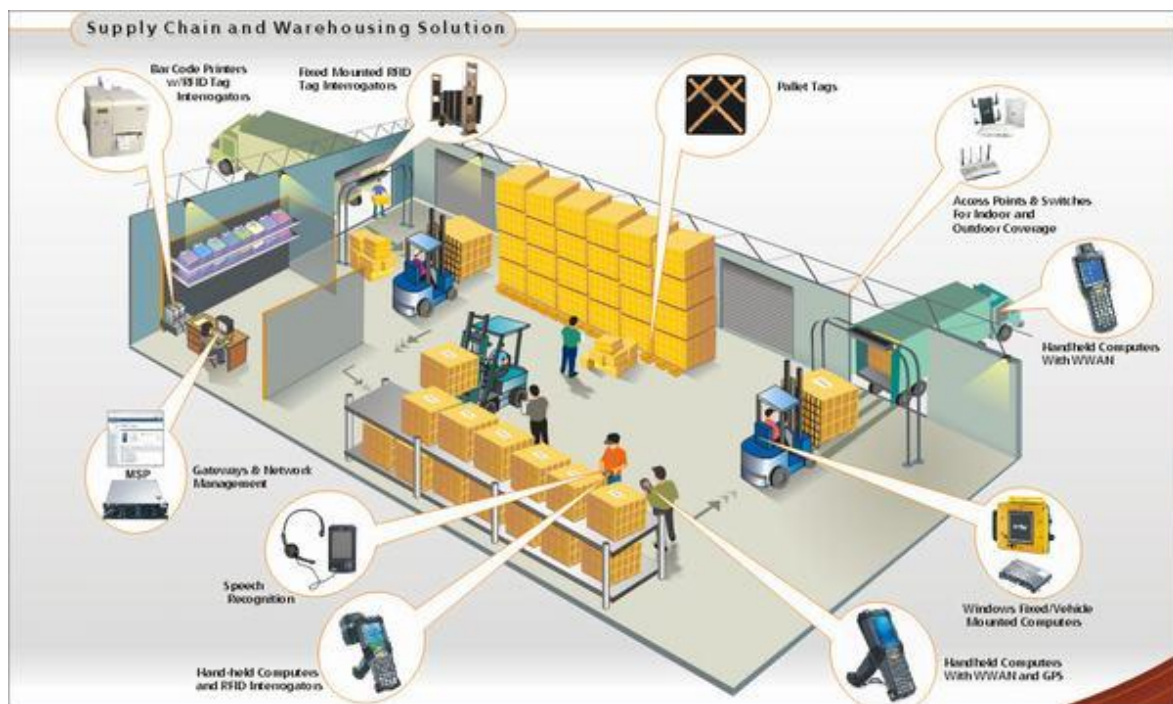 Supply Chain and Warehousing Solution
Bar Code Printers
w/RFID Tag
Interrogators
Fixed Mounted RFID
Tag Interrogators
Pallet Tags
Access Points & Switches
For Indoor and
Outdoor Coverage
Handheld Computers
With WWAN
MSP
Gateways & Network
Management
Speech
Recognition
Windows Fixed/Vehicle
Mounted Computers
Hand-held Computers
and RFID Interrogators
Handheld Computers
With WWAN and GPS